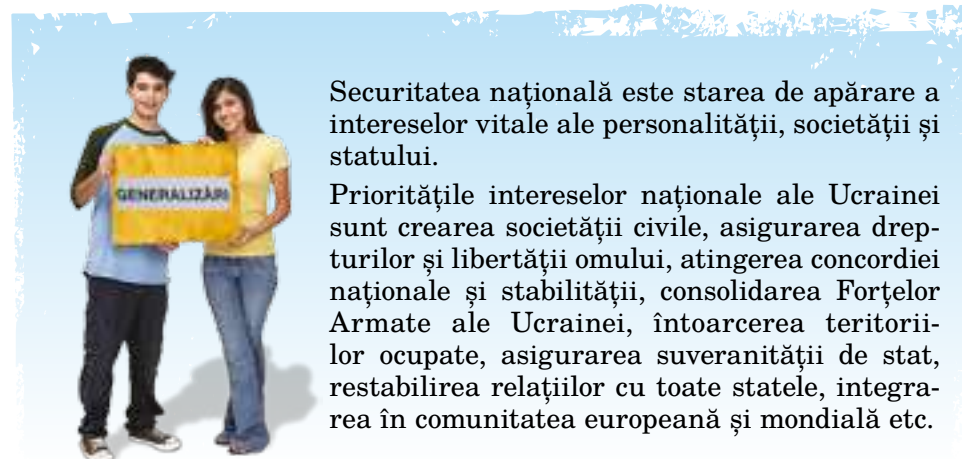 GENERALIZĂRI
Securitatea națională este starea de apărare a
intereselor vitale ale personalității, societății și
statului.
Prioritățile intereselor naționale ale Ucrainei
sunt crearea societății civile, asigurarea drep-
turilor și libertății omului, atingerea concordiei
naționale și stabilității, consolidarea Forțelor
Armate ale Ucrainei, întoarcerea teritorii-
lor ocupate, asigurarea suveranității de stat,
restabilirea relațiilor cu toate statele, integra-
rea în comunitatea europeană și mondială etc.